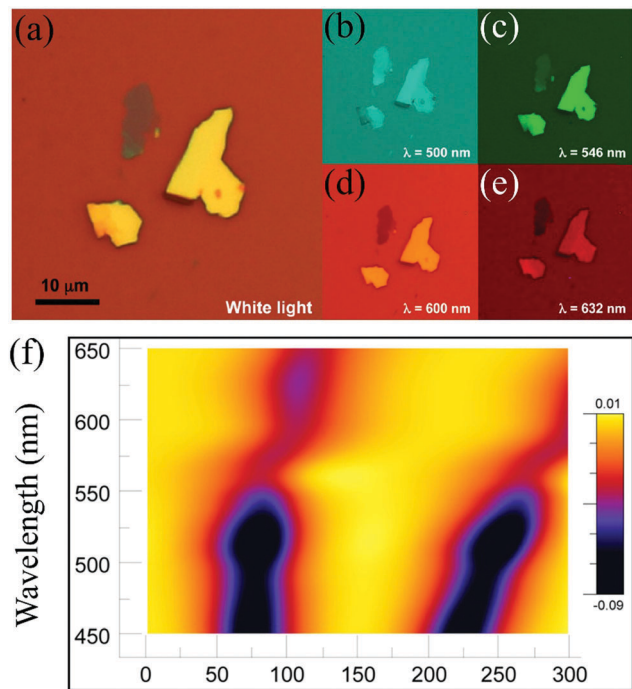 (a)
10 μm
White light
(b)
λ = 500 nm
(c)
λ = 546 nm
(d)
λ = 600 nm
(e)
λ = 632 nm
(f)
Wavelength (nm)
650
600
550
500
450
0 50 100 150 200 250 300
0.01
-0.09